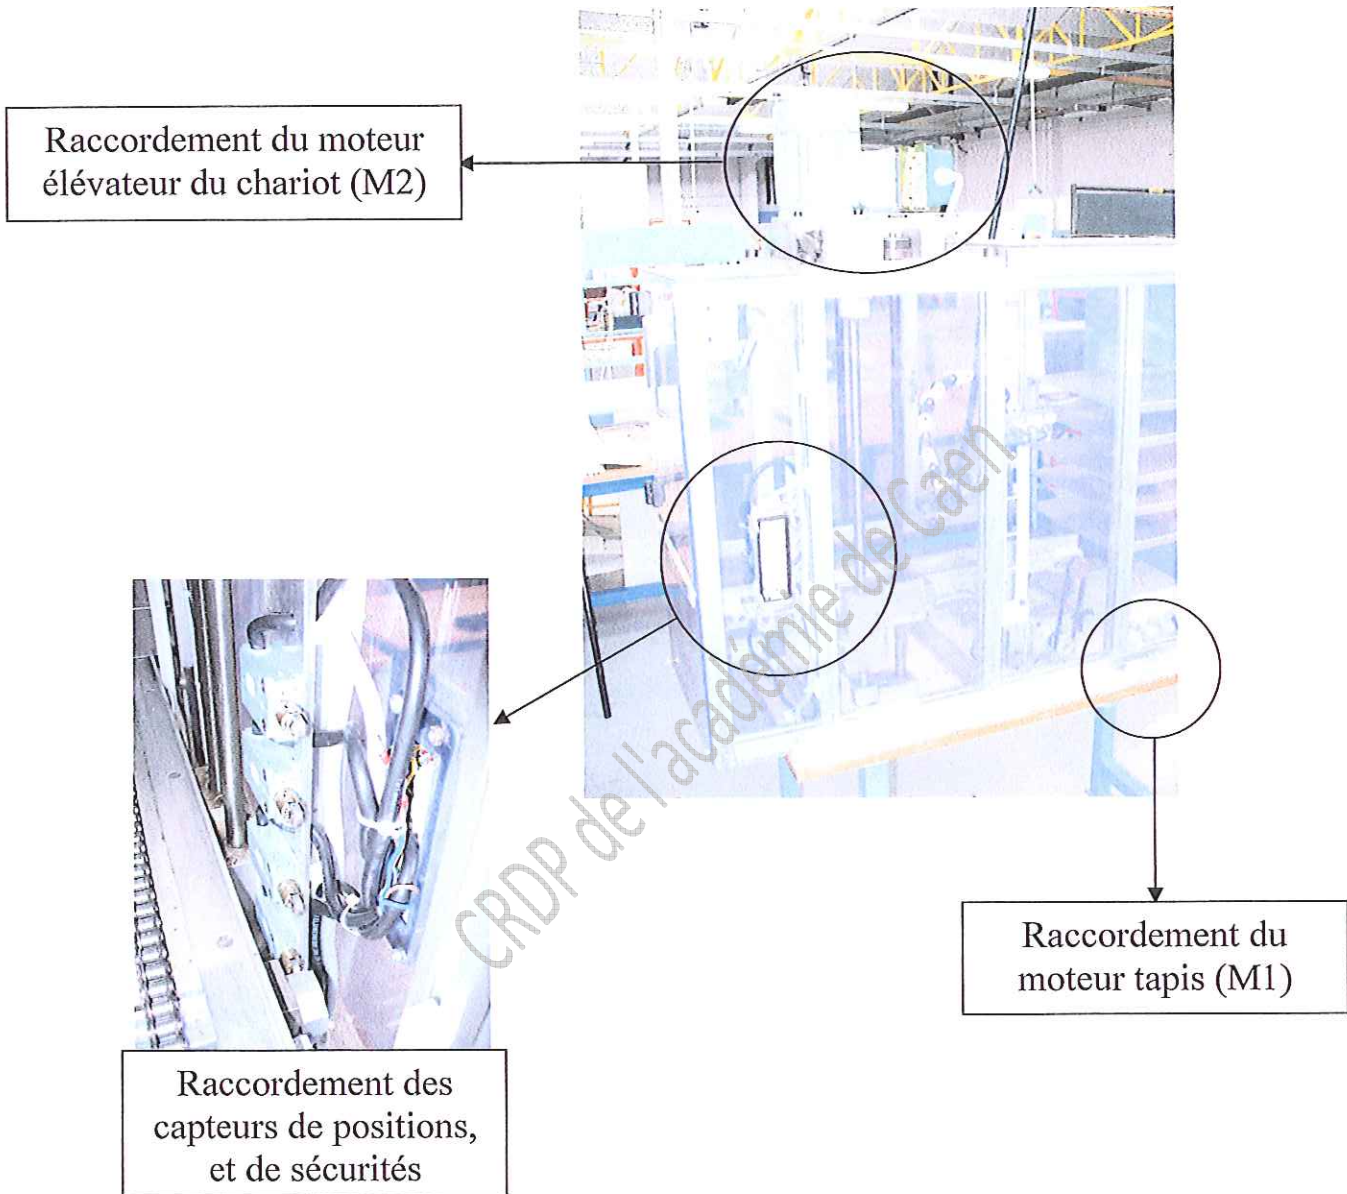 Raccordement du moteur
élévateur du chariot (M2)
CRDP de l'académie de Caen
Raccordement du
moteur tapis (M1)
Raccordement des
capteurs de positions,
et de sécurités